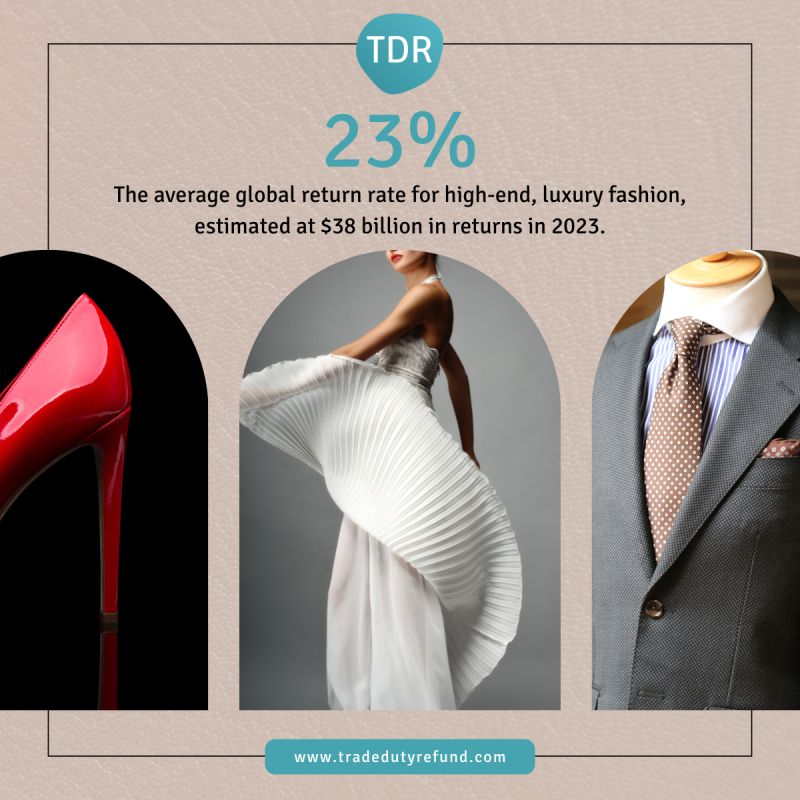 TDR
23%
The average global return rate for high-end, luxury fashion,
estimated at $38 billion in returns in 2023.
www.tradedutyrefund.com